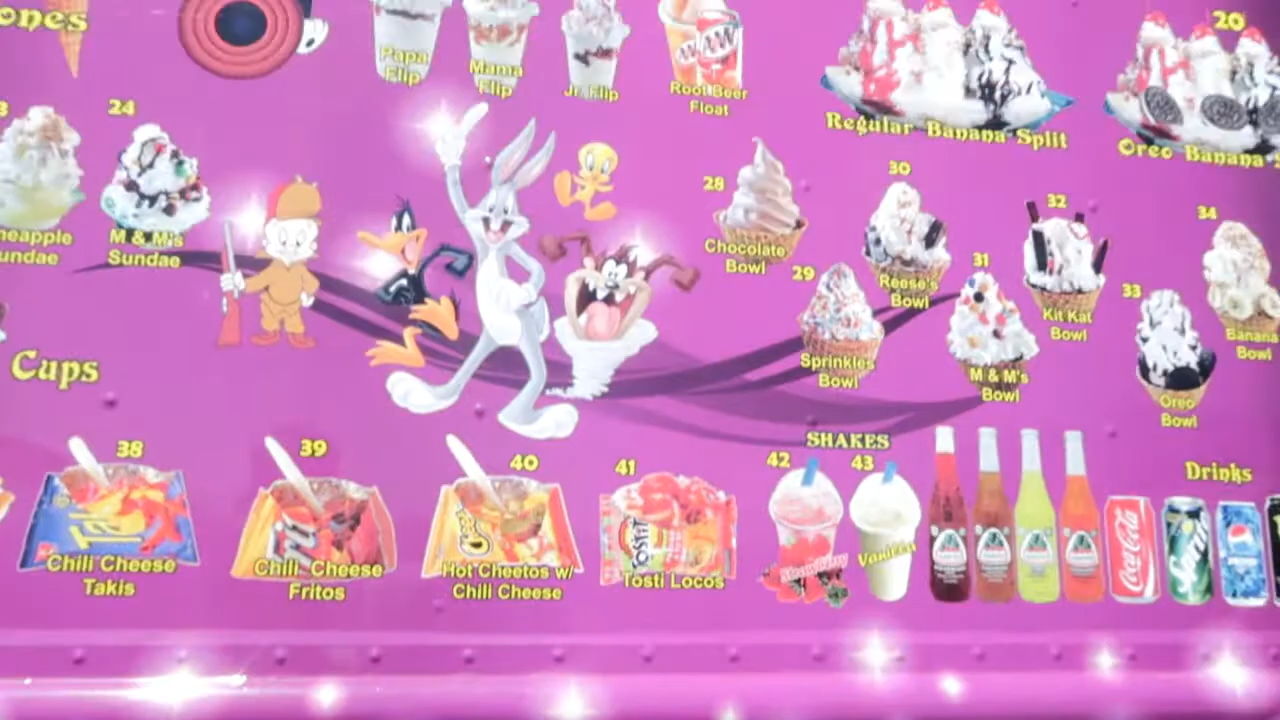 ones
Papa
Flip
Mama
Flip
Jr. Flip
A&W
Root Beer
Float
Regular Banana Split
20
Oreo Banana
24
M & M's
Sundae
neapple
undae
28
Chocolate
Bowl
29
Sprinkles
Bowl
30
Reese's
Bowl
31
M & M's
Bowl
32
Kit Kat
Bowl
33
Oreo
Bowl
34
Banana
Bowl
Cups
38
Chili Cheese
Takis
39
Chili Cheese
Fritos
40
Hot Cheetos w/
Chili Cheese
41
Tosti Locos
SHAKES
42
Strawberry
43
Vanilla
Drinks
Coca-Cola
Sprite
pepsi